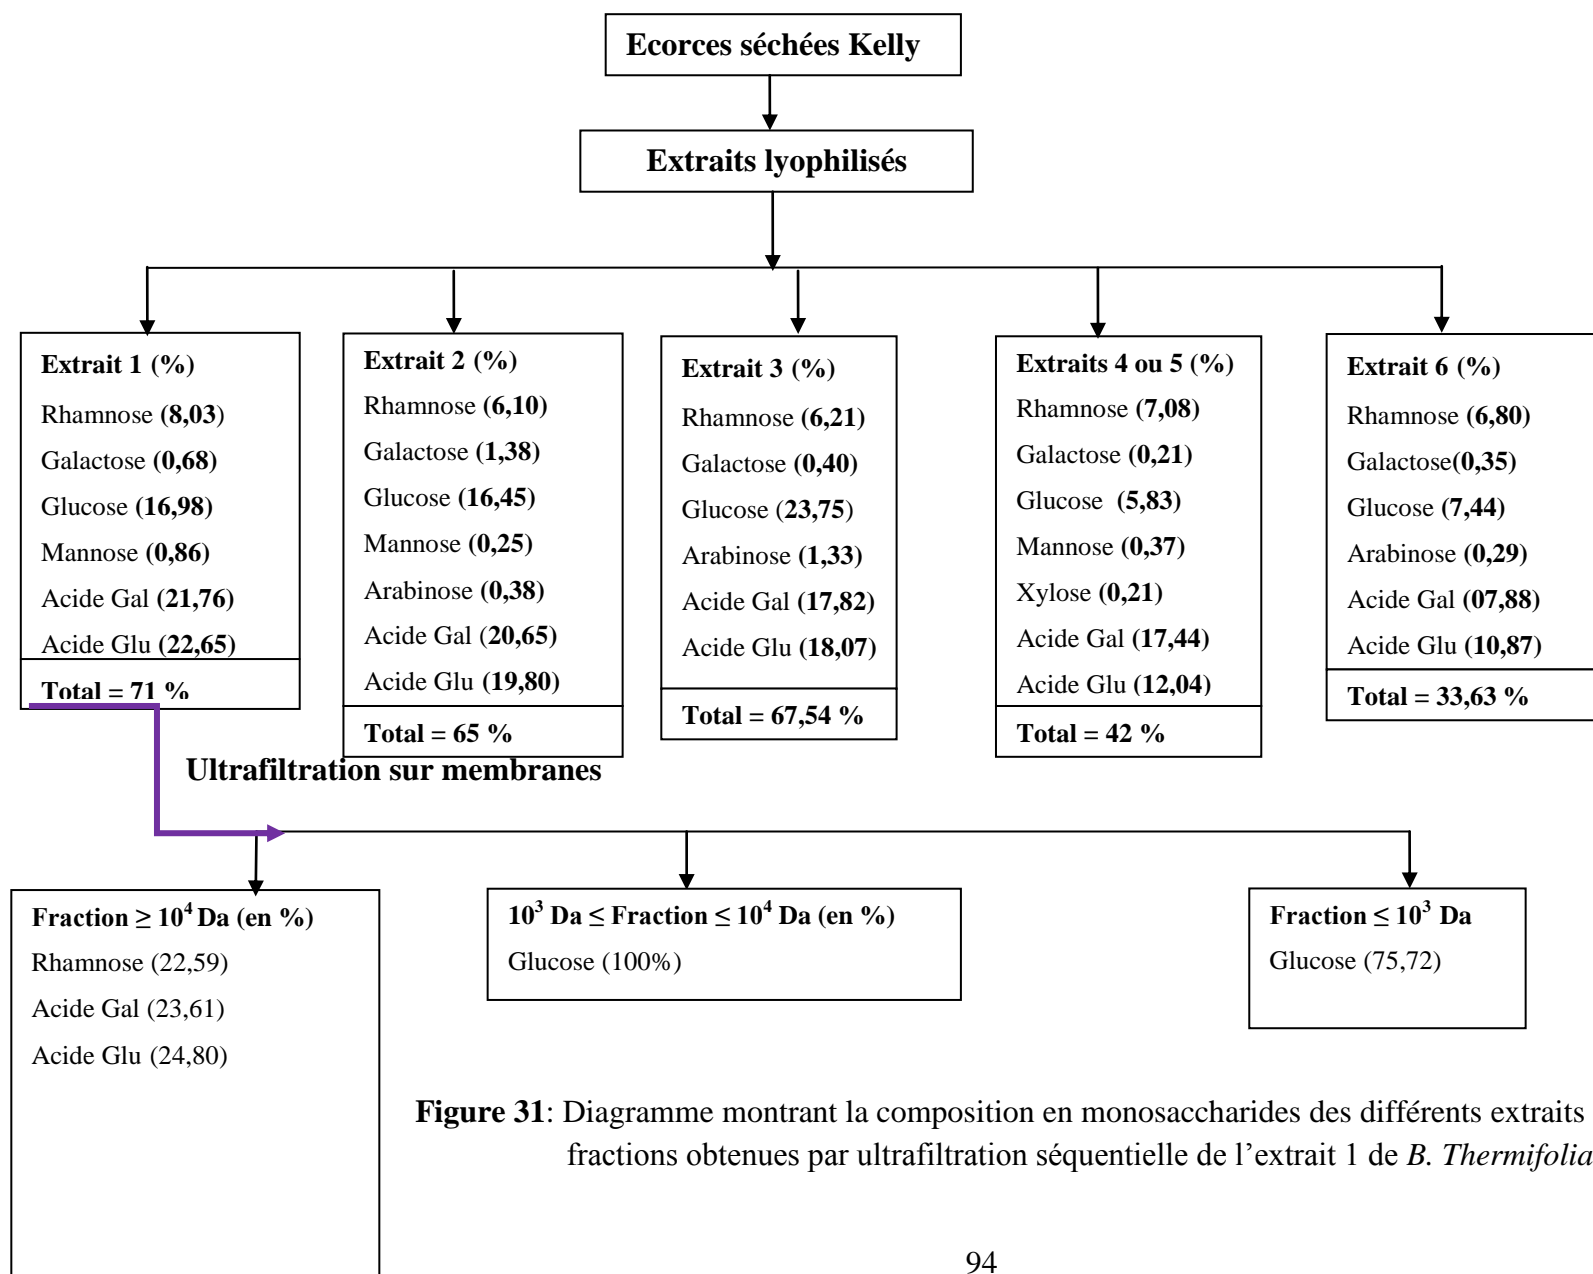 Ecorces séchées Kelly
Extraits lyophilisés
Extrait 1 (%)
Rhamnose (8,03)
Galactose (0,68)
Glucose (16,98)
Mannose (0,86)
Acide Gal (21,76)
Acide Glu (22,65)
Total = 71 %
Extrait 2 (%)
Rhamnose (6,10)
Galactose (1,38)
Glucose (16,45)
Mannose (0,25)
Arabinose (0,38)
Acide Gal (20,65)
Acide Glu (19,80)
Total = 65 %
Extrait 3 (%)
Rhamnose (6,21)
Galactose (0,40)
Glucose (23,75)
Arabinose (1,33)
Acide Gal (17,82)
Acide Glu (18,07)
Total = 67,54 %
Extraits 4 ou 5 (%)
Rhamnose (7,08)
Galactose (0,21)
Glucose (5,83)
Mannose (0,37)
Xylose (0,21)
Acide Gal (17,44)
Acide Glu (12,04)
Total = 42 %
Extrait 6 (%)
Rhamnose (6,80)
Galactose(0,35)
Glucose (7,44)
Arabinose (0,29)
Acide Gal (07,88)
Acide Glu (10,87)
Total = 33,63 %
Ultrafiltration sur membranes
Fraction ≥ 10⁴ Da (en %)
Rhamnose (22,59)
Acide Gal (23,61)
Acide Glu (24,80)
10³ Da ≤ Fraction ≤ 10⁴ Da (en %)
Glucose (100%)
Fraction ≤ 10³ Da
Glucose (75,72)
Figure 31: Diagramme montrant la composition en monosaccharides des différents extraits
fractions obtenues par ultrafiltration séquentielle de l’extrait 1 de B. Thermifolia
94